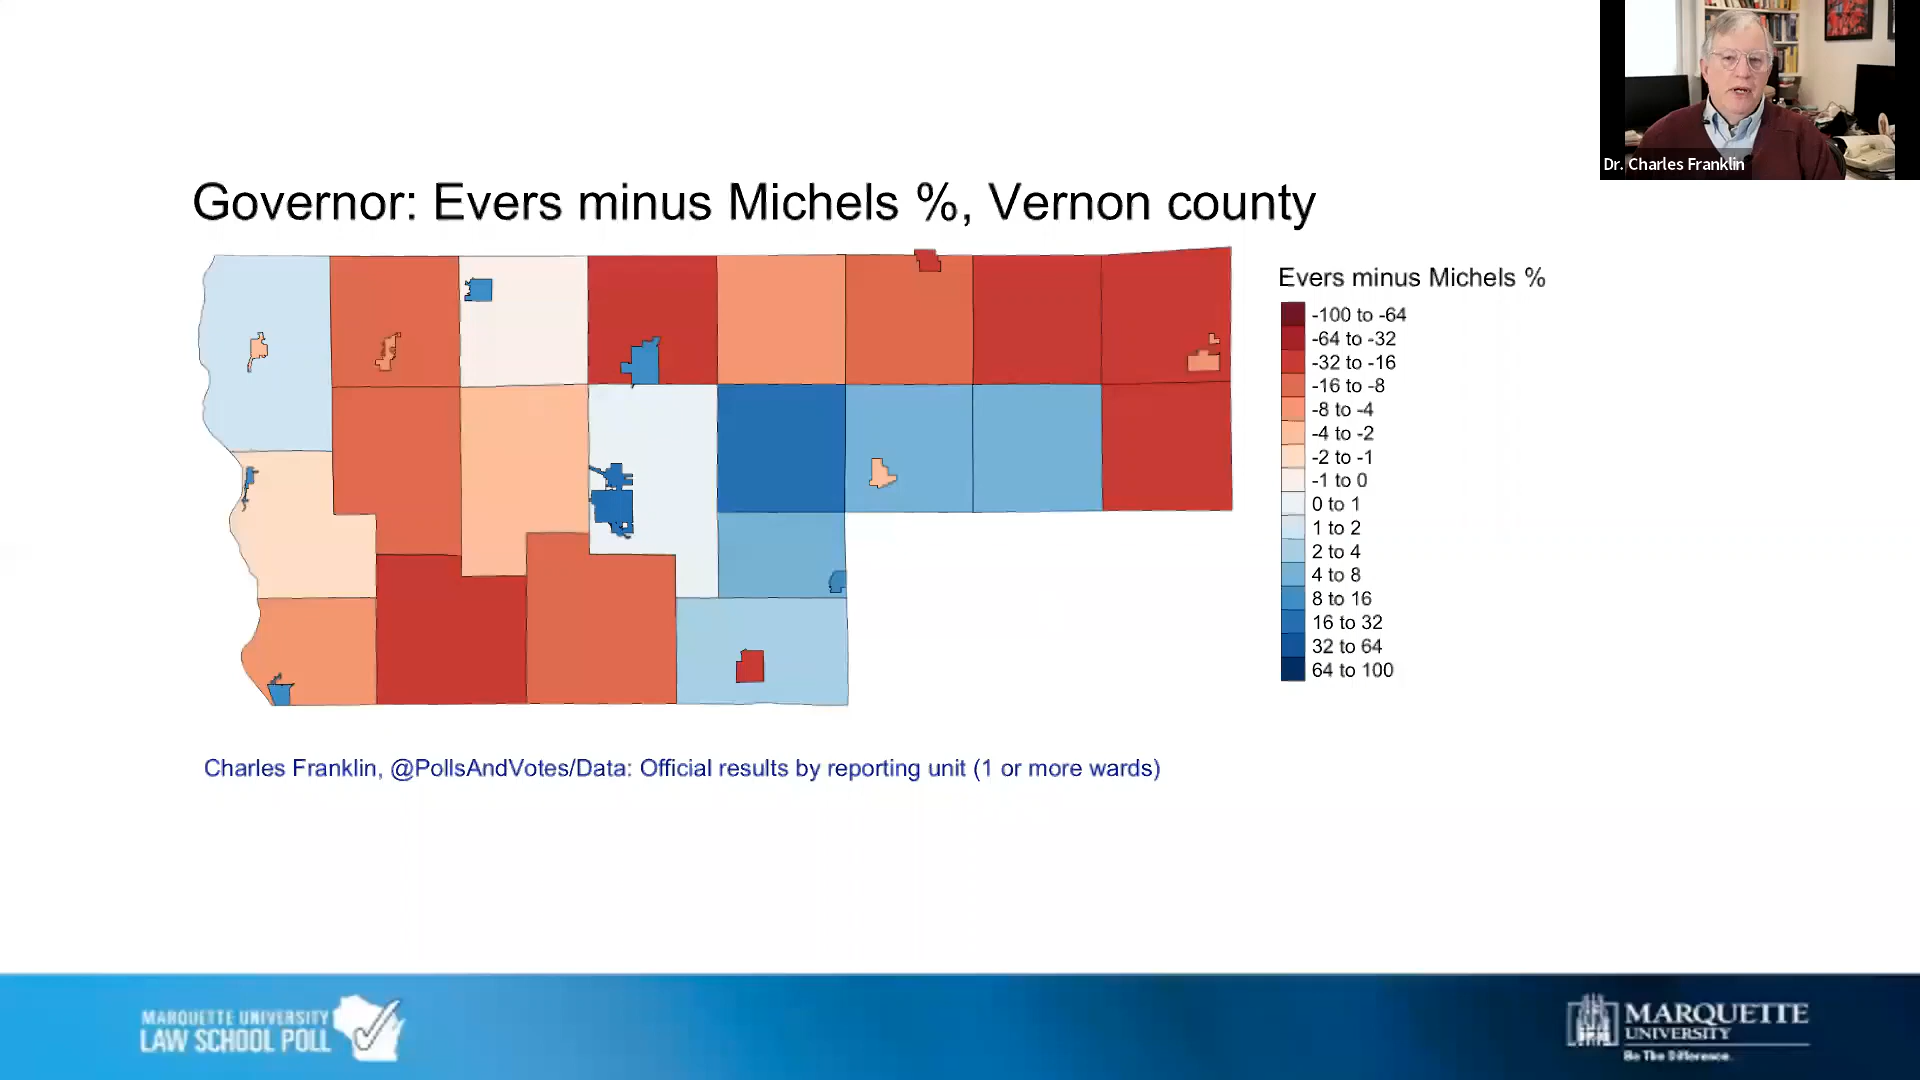 Dr. Charles Franklin
Governor: Evers minus Michels %, Vernon county
Evers minus Michels %
-100 to -64
-64 to -32
-32 to -16
-16 to -8
-8 to -4
-4 to -2
-2 to -1
-1 to 0
0 to 1
1 to 2
2 to 4
4 to 8
8 to 16
16 to 32
32 to 64
64 to 100
Charles Franklin, @PollsAndVotes/Data: Official results by reporting unit (1 or more wards)
MARQUETTE UNIVERSITY
LAW SCHOOL POLL
MARQUETTE
UNIVERSITY
Be The Difference.